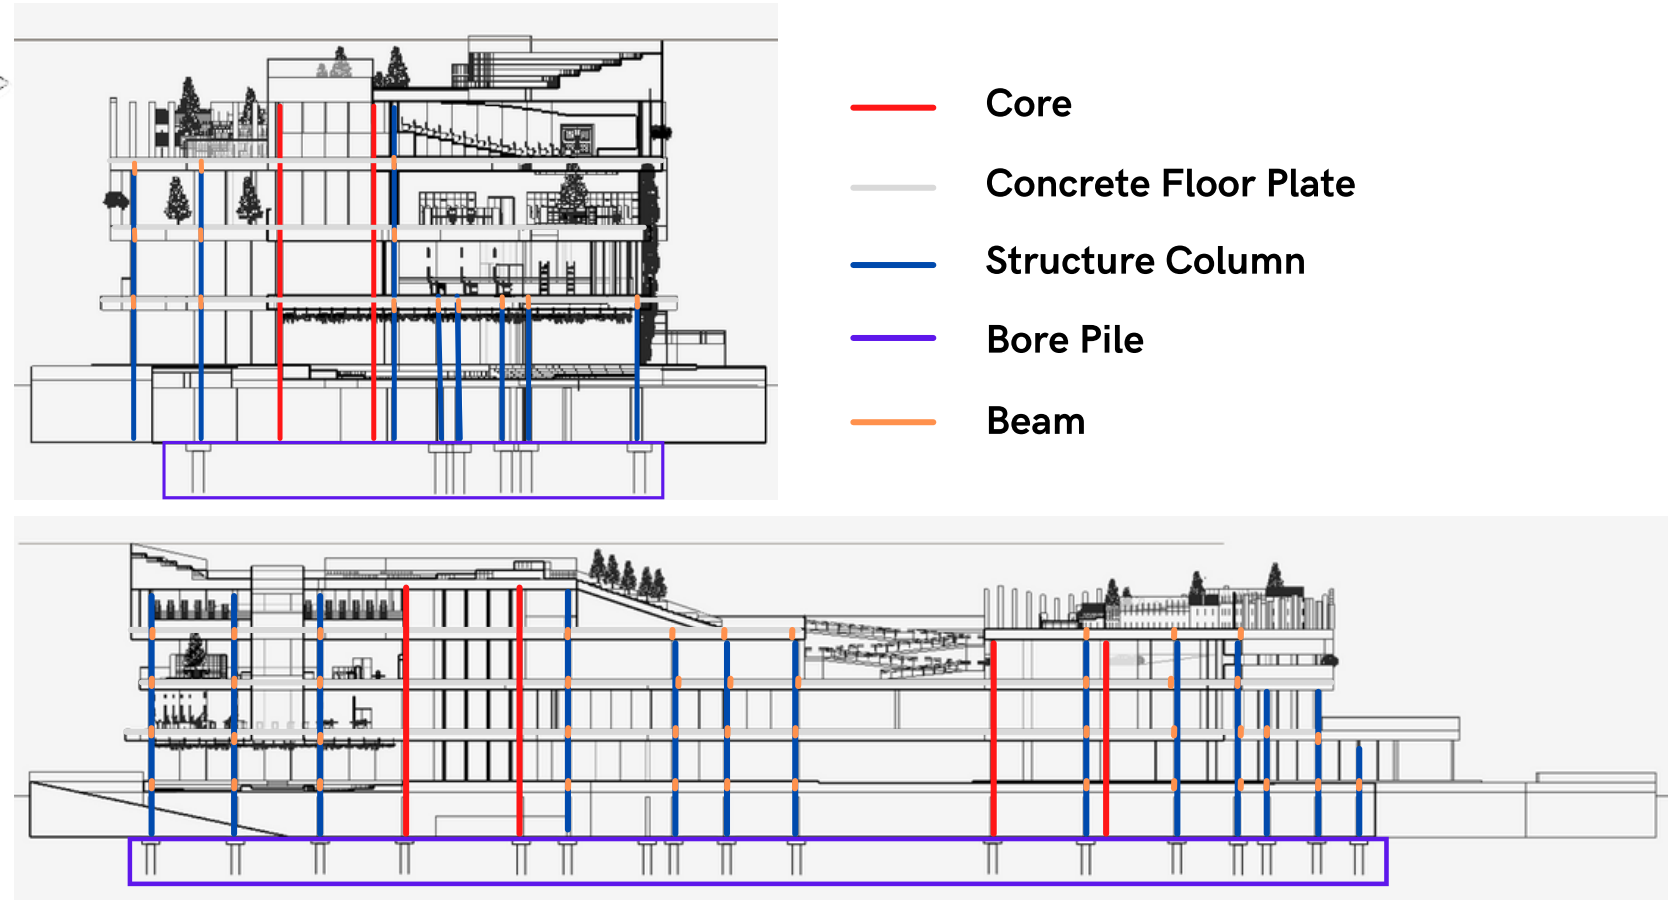 Core
Concrete Floor Plate
Structure Column
Bore Pile
Beam